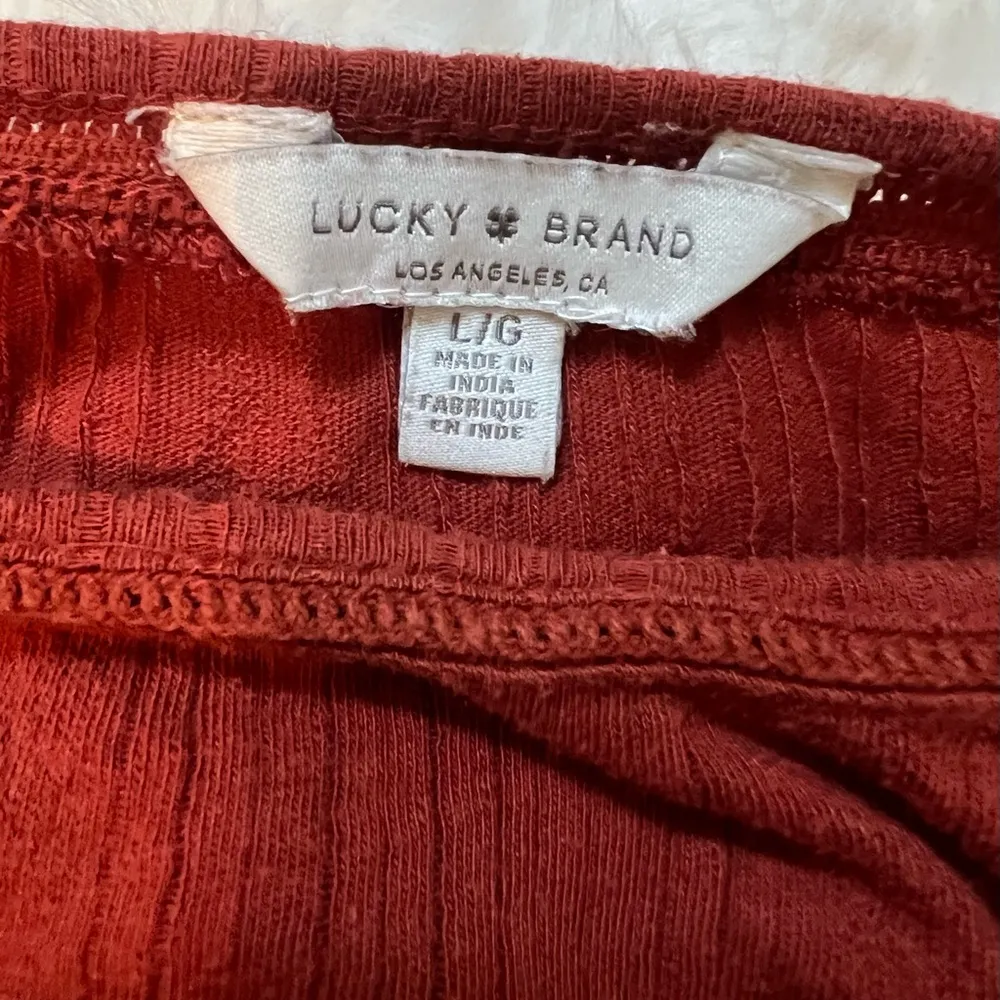 LUCKY BRAND
LOS ANGELES, CA
L/G
MADE IN
INDIA
FABRIQUE
EN INDE